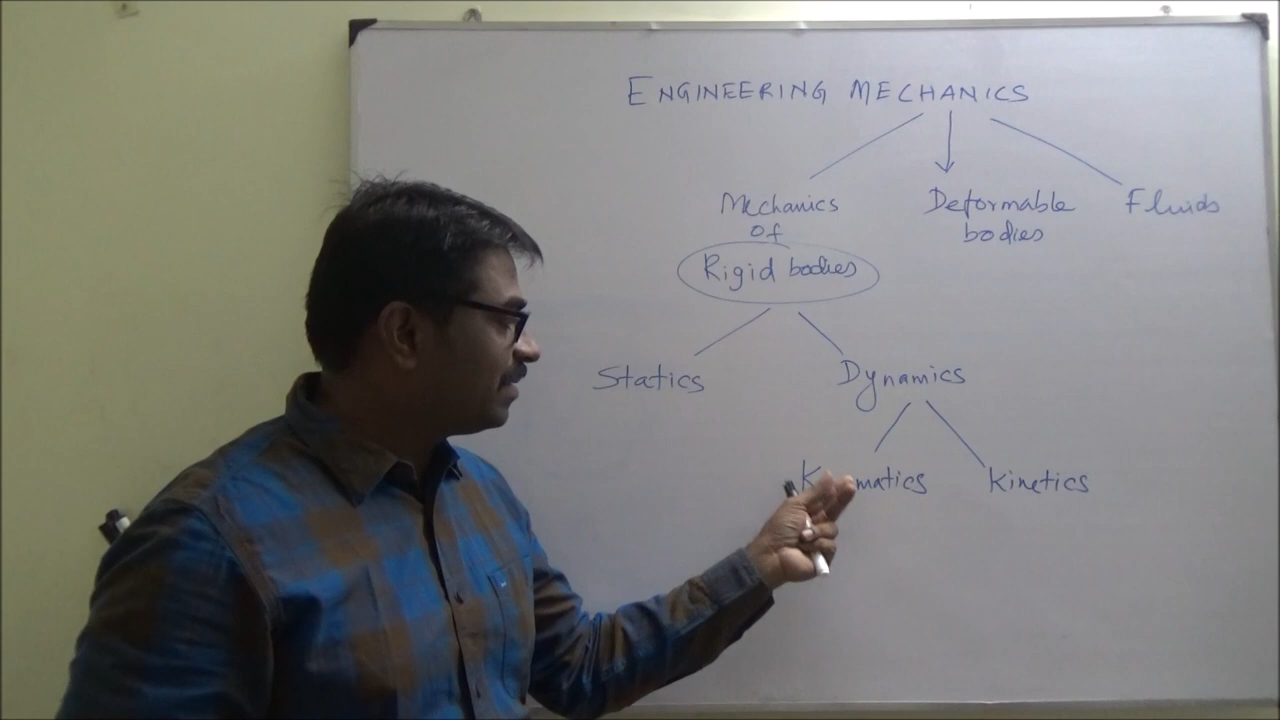 ENGINEERING MECHANICS
Mechanics
of
Rigid bodies
Deformable
bodies
Fluids
Statics
Dynamics
Kinetics